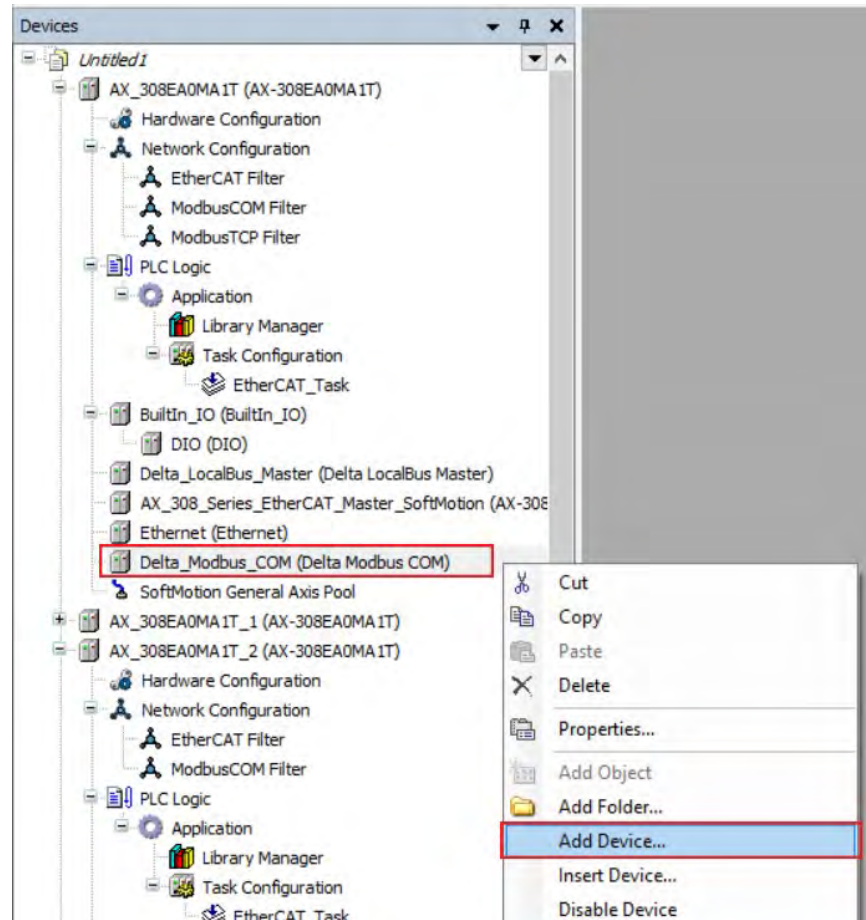 Devices
Untitled1
AX_308EA0MA1T (AX-308EA0MA1T)
Hardware Configuration
Network Configuration
EtherCAT Filter
ModbusCOM Filter
ModbusTCP Filter
PLC Logic
Application
Library Manager
Task Configuration
EtherCAT_Task
BuiltIn_IO (BuiltIn_IO)
DIO (DIO)
Delta_LocalBus_Master (Delta LocalBus Master)
AX_308_Series_EtherCAT_Master_SoftMotion (AX-308
Ethernet (Ethernet)
Delta_Modbus_COM (Delta Modbus COM)
SoftMotion General Axis Pool
AX_308EA0MA1T_1 (AX-308EA0MA1T)
AX_308EA0MA1T_2 (AX-308EA0MA1T)
Hardware Configuration
Network Configuration
EtherCAT Filter
ModbusCOM Filter
PLC Logic
Application
Library Manager
Task Configuration
EtherCAT_Task
Cut
Copy
Paste
Delete
Properties...
Add Object
Add Folder...
Add Device...
Insert Device...
Disable Device